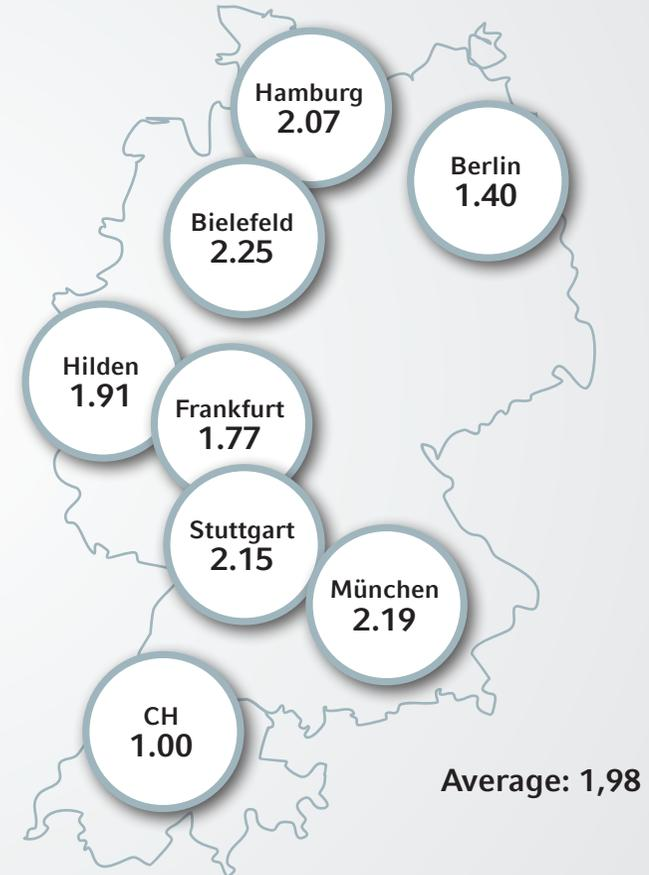 Hamburg
2.07
Berlin
1.40
Bielefeld
2.25
Hilden
1.91
Frankfurt
1.77
Stuttgart
2.15
München
2.19
CH
1.00
Average: 1,98